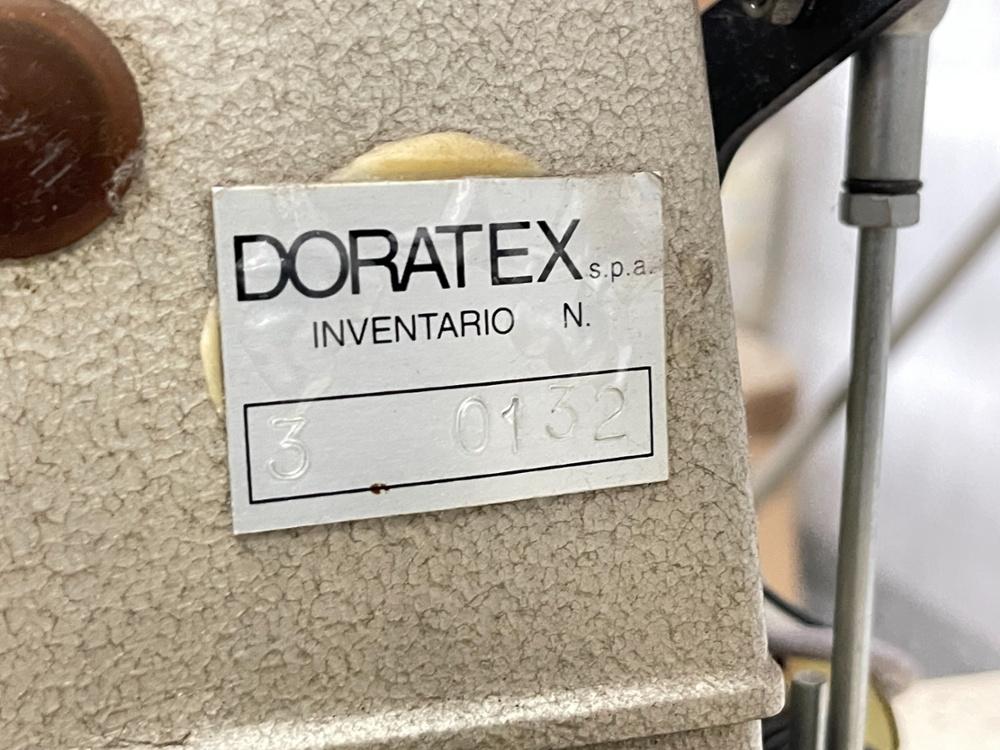 DORATEX s.p.a.
INVENTARIO N.
3 0132